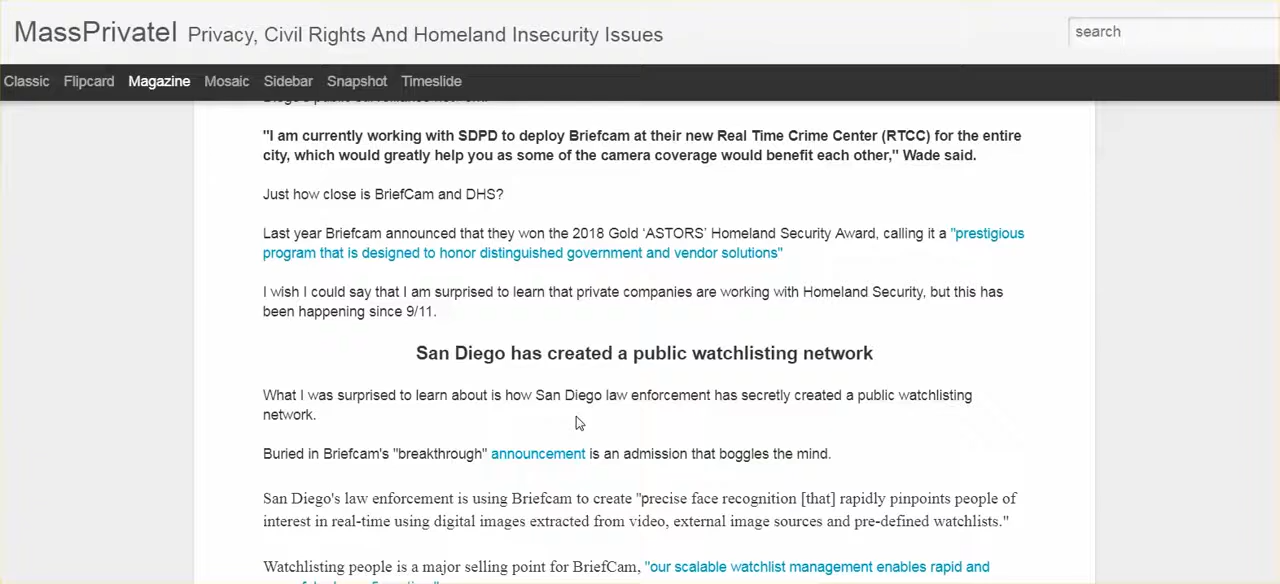 MassPrivateI Privacy, Civil Rights And Homeland Insecurity Issues
search
Classic Flipcard Magazine Mosaic Sidebar Snapshot Timeslide
"I am currently working with SDPD to deploy Briefcam at their new Real Time Crime Center (RTCC) for the entire
city, which would greatly help you as some of the camera coverage would benefit each other," Wade said.
Just how close is BriefCam and DHS?
Last year Briefcam announced that they won the 2018 Gold ‘ASTORS’ Homeland Security Award, calling it a "prestigious
program that is designed to honor distinguished government and vendor solutions"
I wish I could say that I am surprised to learn that private companies are working with Homeland Security, but this has
been happening since 9/11.
San Diego has created a public watchlisting network
What I was surprised to learn about is how San Diego law enforcement has secretly created a public watchlisting
network.
Buried in Briefcam's "breakthrough" announcement is an admission that boggles the mind.
San Diego's law enforcement is using Briefcam to create "precise face recognition [that] rapidly pinpoints people of
interest in real-time using digital images extracted from video, external image sources and pre-defined watchlists."
Watchlisting people is a major selling point for BriefCam, "our scalable watchlist management enables rapid and